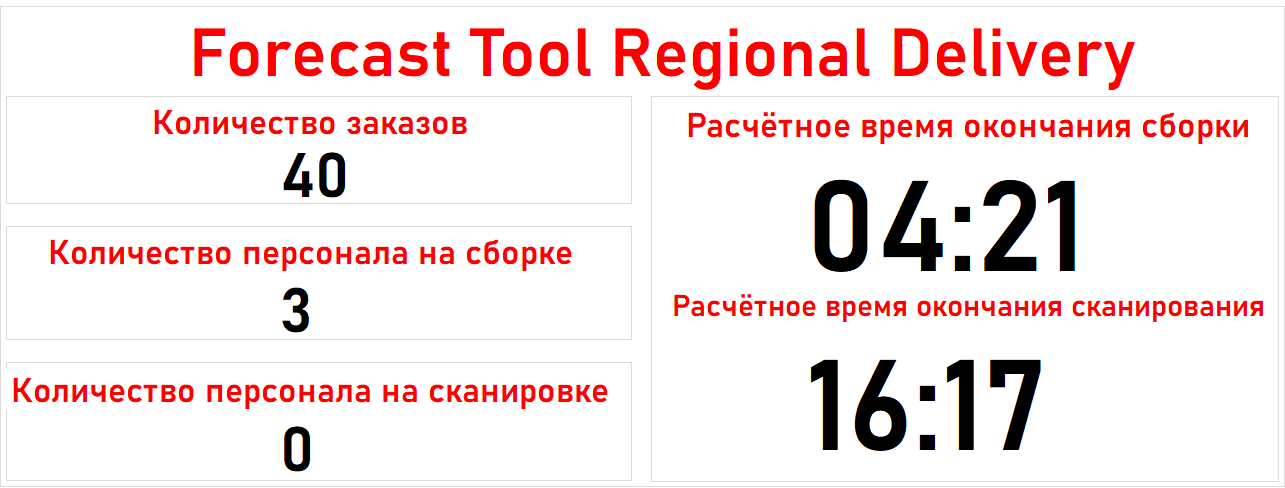 Forecast Tool Regional Delivery
Количество заказов
40
Количество персонала на сборке
3
Количество персонала на сканировке
0
Расчётное время окончания сборки
04:21
Расчётное время окончания сканирования
16:17